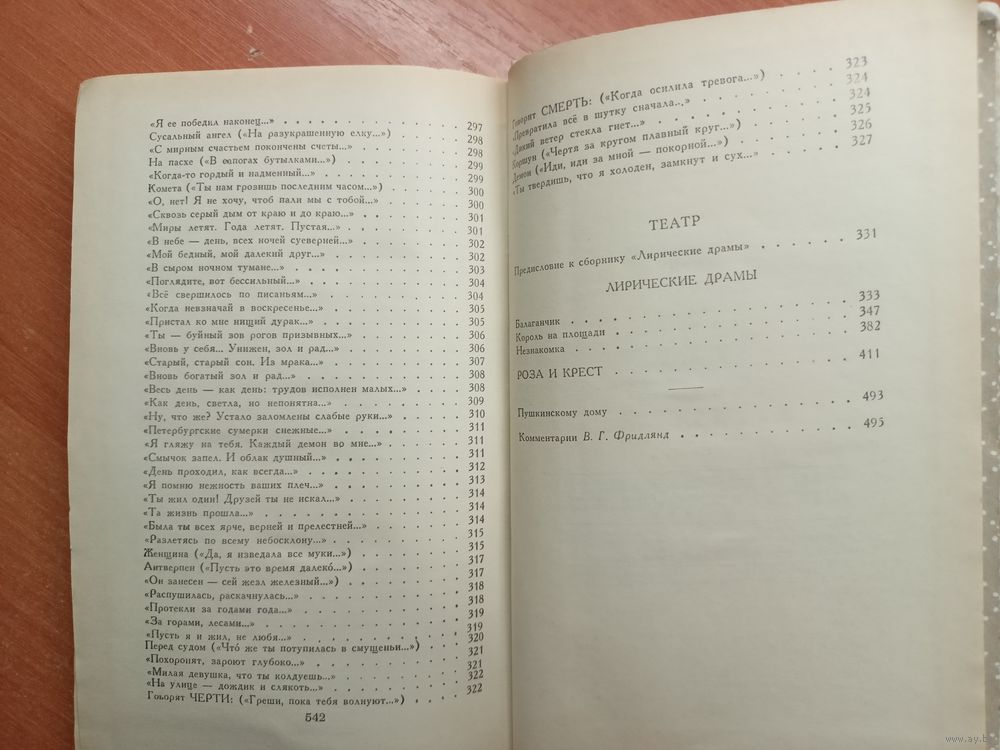 «Я ее победил наконец...» 297
Сусальный ангел («На разукрашенную елку...») 298
«С мирным счастьем покончены счеты...» 298
На пасхе («В сапогах бутылками...») 299
«Когда-то гордый и надменный...» 299
Комета («Ты нам грозишь последним часом...») 300
«О, нет! Я не хочу, чтоб пали мы с тобой...» 300
«Сквозь серый дым от краю и до краю...» 301
«Миры летят. Года летят. Пустая...» 301
«В небе — день, всех ночей суеверней...» 302
«Мой бедный, мой далекий друг...» 302
«В сыром ночном тумане...» 303
«Поглядите, вот бессильный...» 304
«Всё свершилось по писаньям...» 304
«Когда невзначай в воскресенье...» 305
«Пристал ко мне нищий дурак...» 305
«Ты — буйный зов рогов призывных...» 306
«Вновь у себя... Унижен, зол и рад...» 306
«Старый, старый сон. Из мрака...» 307
«Вновь богатый зол и рад...» 308
«Весь день — как день: трудов исполнен малых...» 308
«Как день, светла, но непонятна...» 309
«Ну, что же? Устало заломлены слабые руки...» 310
«Петербургские сумерки снежные...» 311
«Я гляжу на тебя. Каждый демон во мне...» 311
«Смычок запел. И облак душный...» 311
«День проходил, как всегда...» 312
«Я помню нежность ваших плеч...» 313
«Ты жил один! Друзей ты не искал...» 314
«Та жизнь прошла...» 314
«Была ты всех ярче, верней и прелестней...» 314
«Разлетясь по всему небосклону...» 315
Женщина («Да, я изведала все муки...») 315
Антверпен («Пусть это время далеко́...») 317
«Он занесен — сей жезл железный...» 317
«Распушилась, раскачнулась...» 318
«Протекли за годами года...» 318
«За горами, лесами...» 319
«Пусть я и жил, не любя...» 319
Перед судом («Что́ же ты потупилась в смущеньи...») 320
«Похоронят, зароют глубоко...» 321
«Милая девушка, что ты колдуешь...» 321
«На улице — дождик и слякоть...» 322
Говорят ЧЕРТИ: («Греши, пока тебя волнуют...») 322
542
Говорит СМЕРТЬ: («Когда осилила тревога...») 323
«Превратила всё в шутку сначала...» 324
«Дикий ветер стекла гнет...» 324
Коршун («Чертя за кругом плавный круг...») 325
Демон («Иди, иди за мной — покорной...») 326
«Ты твердишь, что я холоден, замкнут и сух...» 327
ТЕАТР
Предисловие к сборнику «Лирические драмы» 331
ЛИРИЧЕСКИЕ ДРАМЫ
Балаганчик 333
Король на площади 347
Незнакомка 382
РОЗА И КРЕСТ 411
Пушкинскому дому 493
Комментарии В. Г. Фридлянд 495
www.ay.by